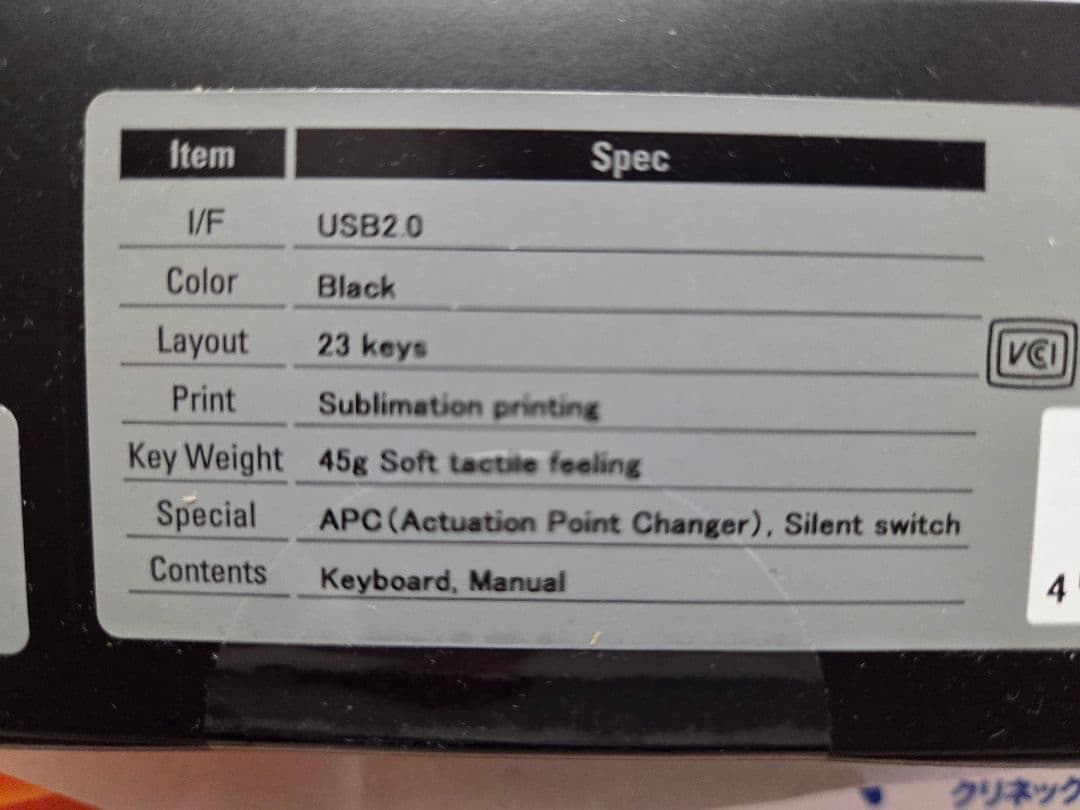 Item Spec
I/F USB2.0
Color Black
Layout 23 keys
Print Sublimation printing
Key Weight 45g Soft tactile feeling
Special APC(Actuation Point Changer), Silent switch
Contents Keyboard, Manual
VCI
4
クリネック